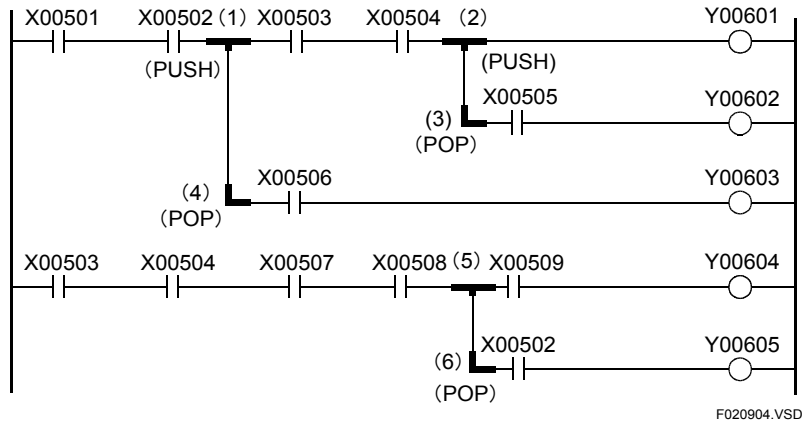 X00501 X00502 (1) X00503 X00504 (2) Y00601
(PUSH) (PUSH)
X00505 Y00602
(3)
(POP)
X00506 Y00603
(4)
(POP)
X00503 X00504 X00507 X00508 (5) X00509 Y00604
X00502 Y00605
(6)
(POP)
F020904.VSD